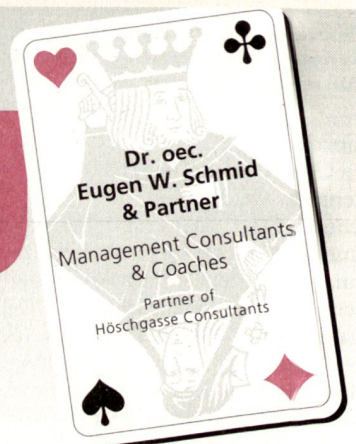 Dr. oec.
Eugen W. Schmid
& Partner
Management Consultants
& Coaches
Partner of
Höschgasse Consultants